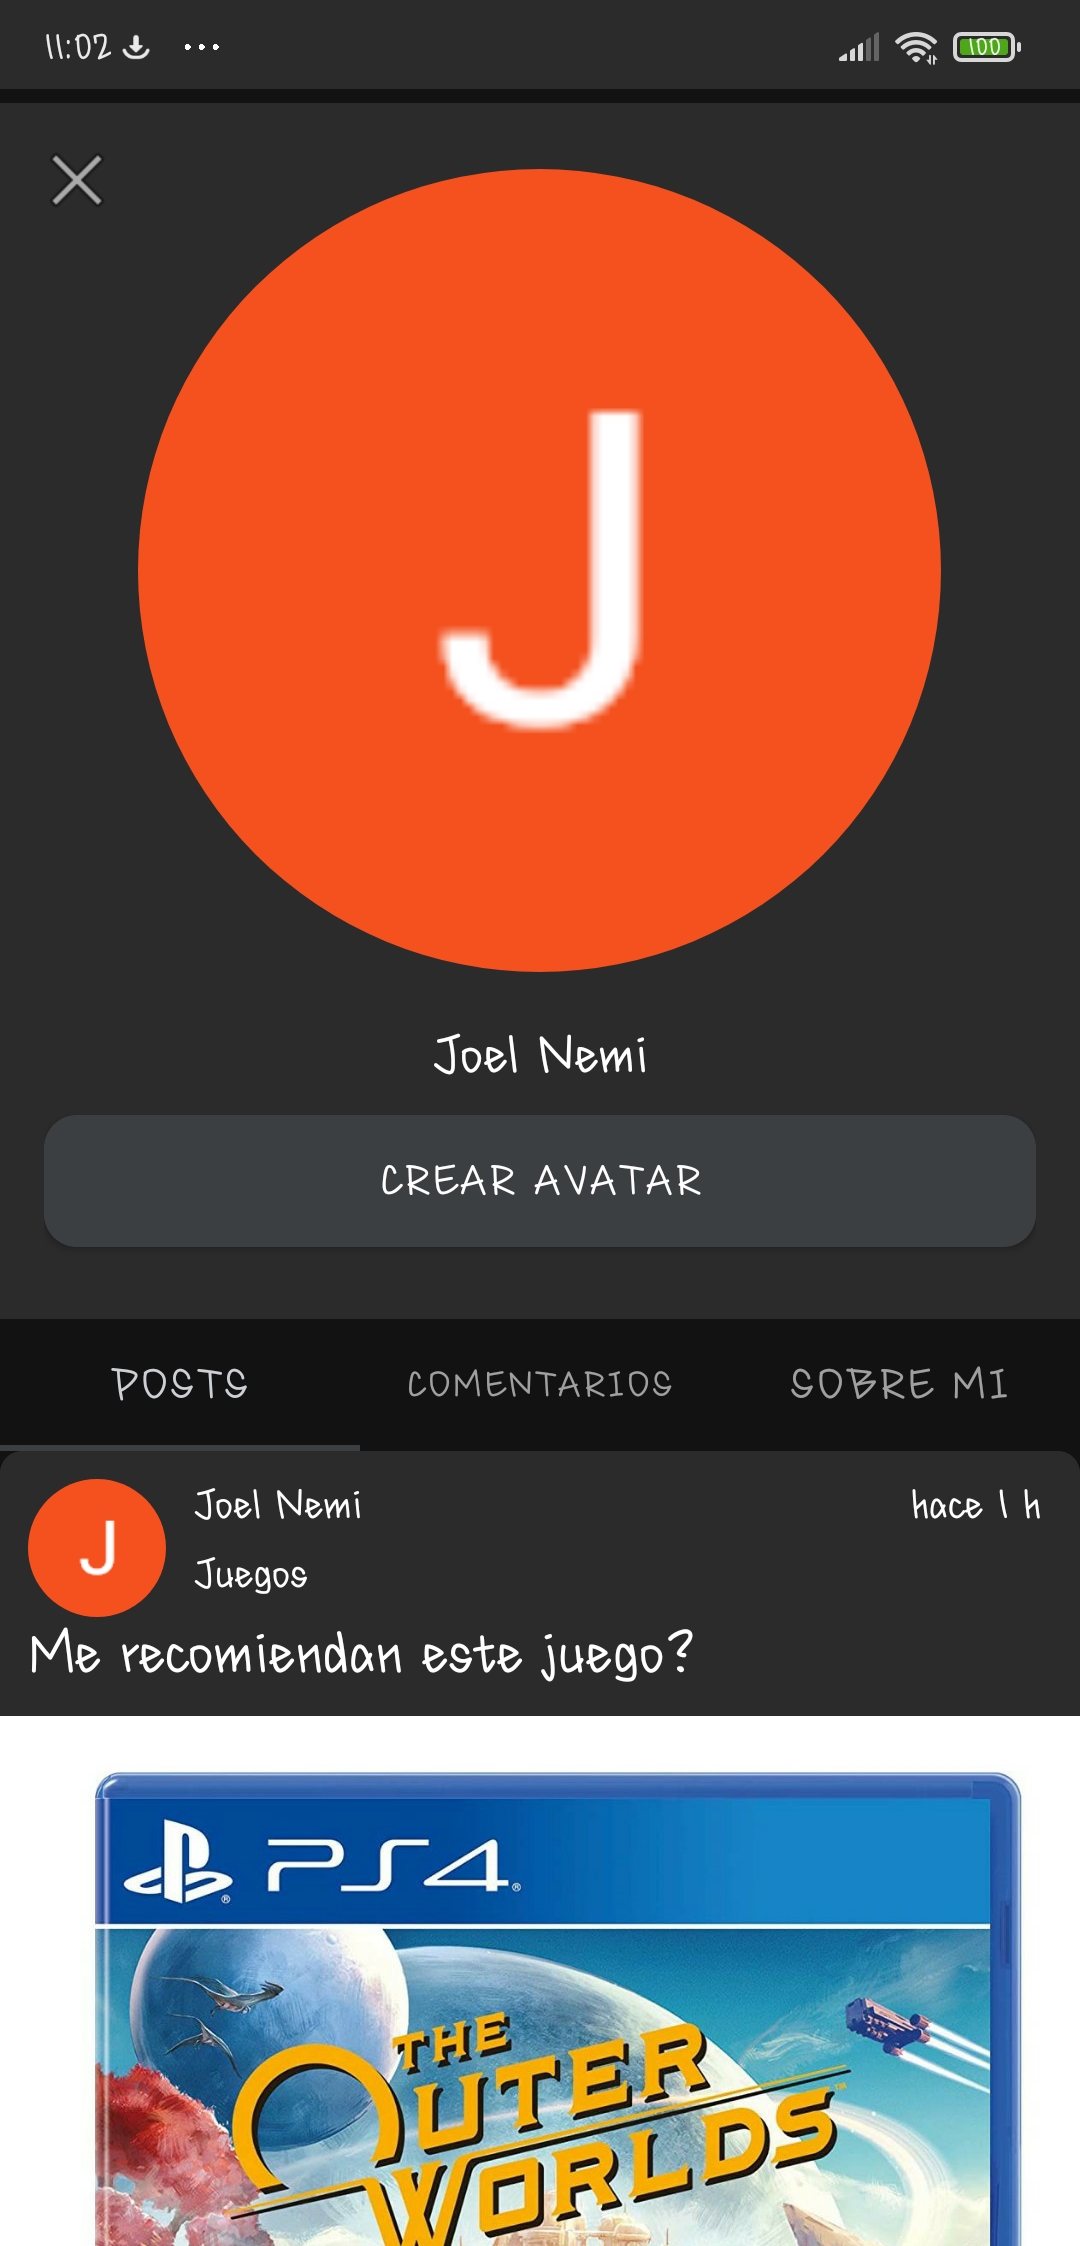 11:02
100
J
Joel Nemi
CREAR AVATAR
POSTS COMENTARIOS SOBRE MI
J
Joel Nemi hace 1 h
Juegos
Me recomiendan este juego?
PS4®
THE
OUTER
WORLDS™